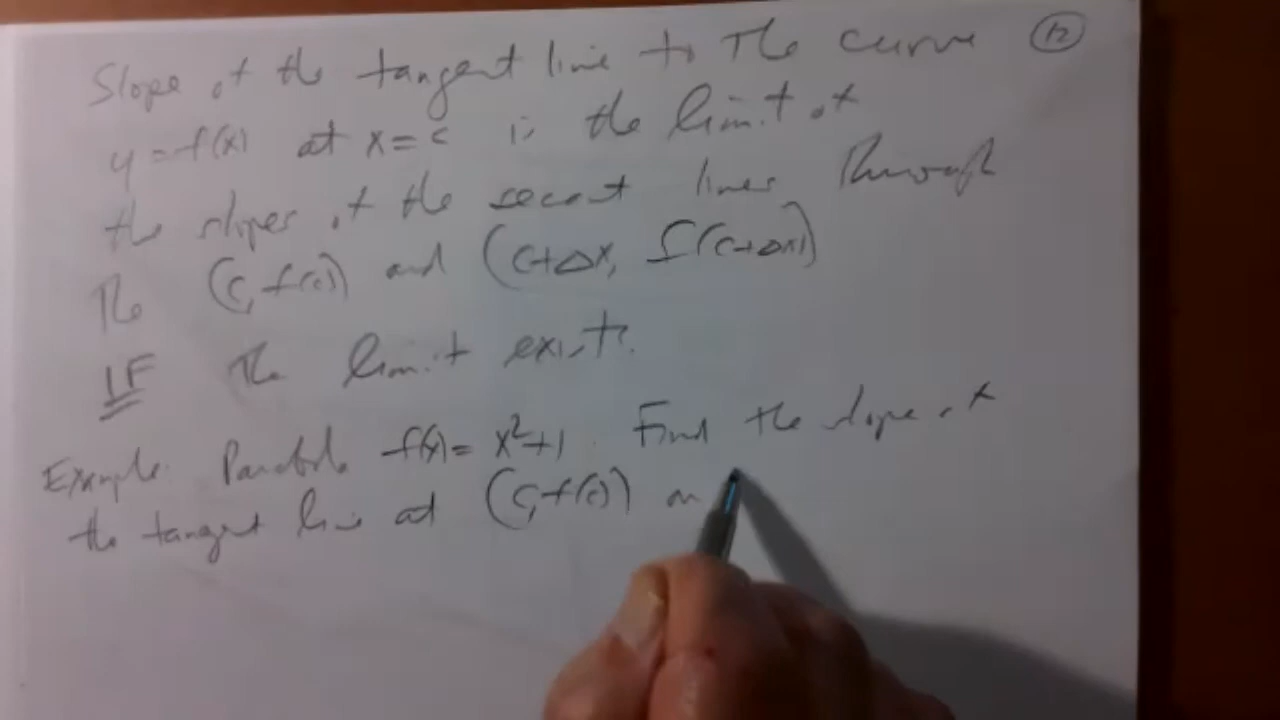 Slope of the tangent line to the curve (12)
y = f(x) at x = c is the limit of
the slopes of the secant lines through
the (c, f(c)) and (c+Δx, f(c+Δx))
IF the limit exists.
Example. Parabola f(x) = x²+1. Find the slope of
the tangent line at (c, f(c)) on